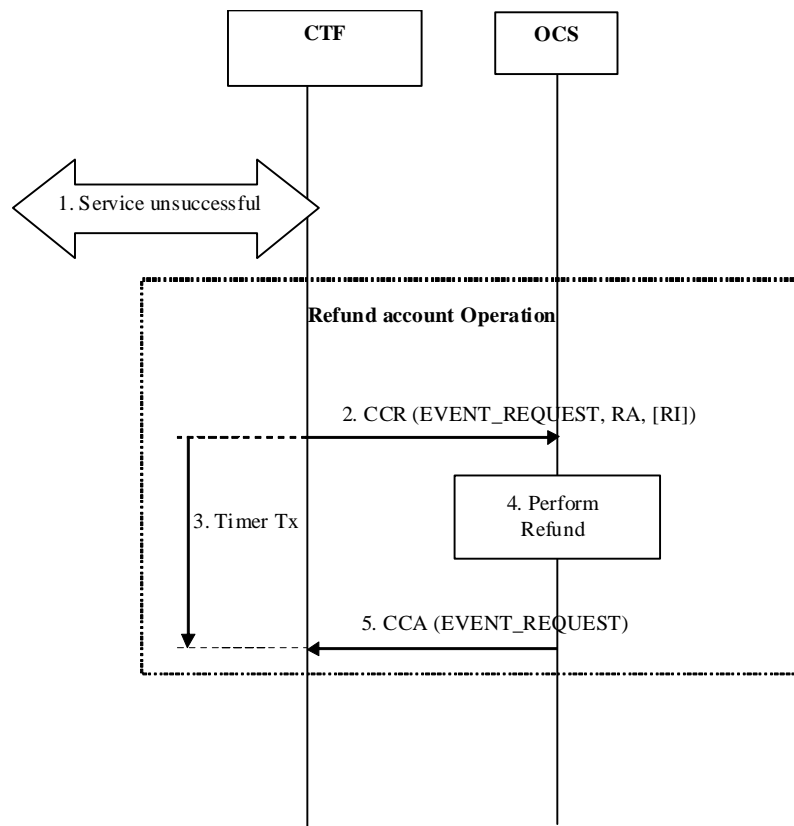 CTF
OCS
1. Service unsuccessful
Refund account Operation
2. CCR (EVENT_REQUEST, RA, [RI])
3. Timer Tx
4. Perform
Refund
5. CCA (EVENT_REQUEST)